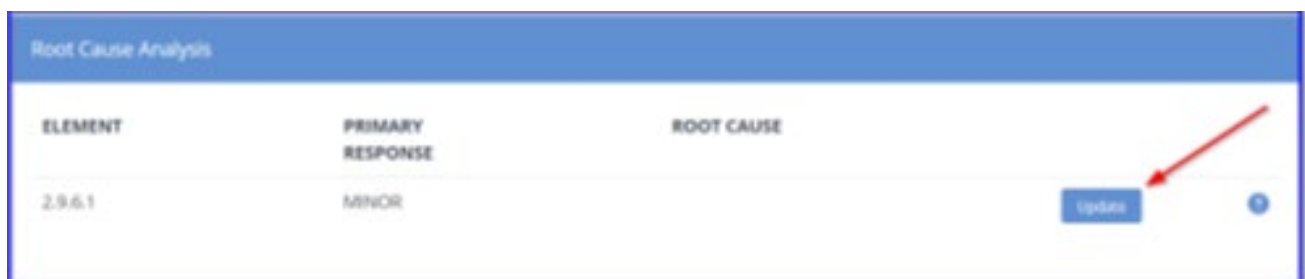 Root Cause Analysis
ELEMENT PRIMARY RESPONSE ROOT CAUSE
2.9.6.1 MINOR Update ?